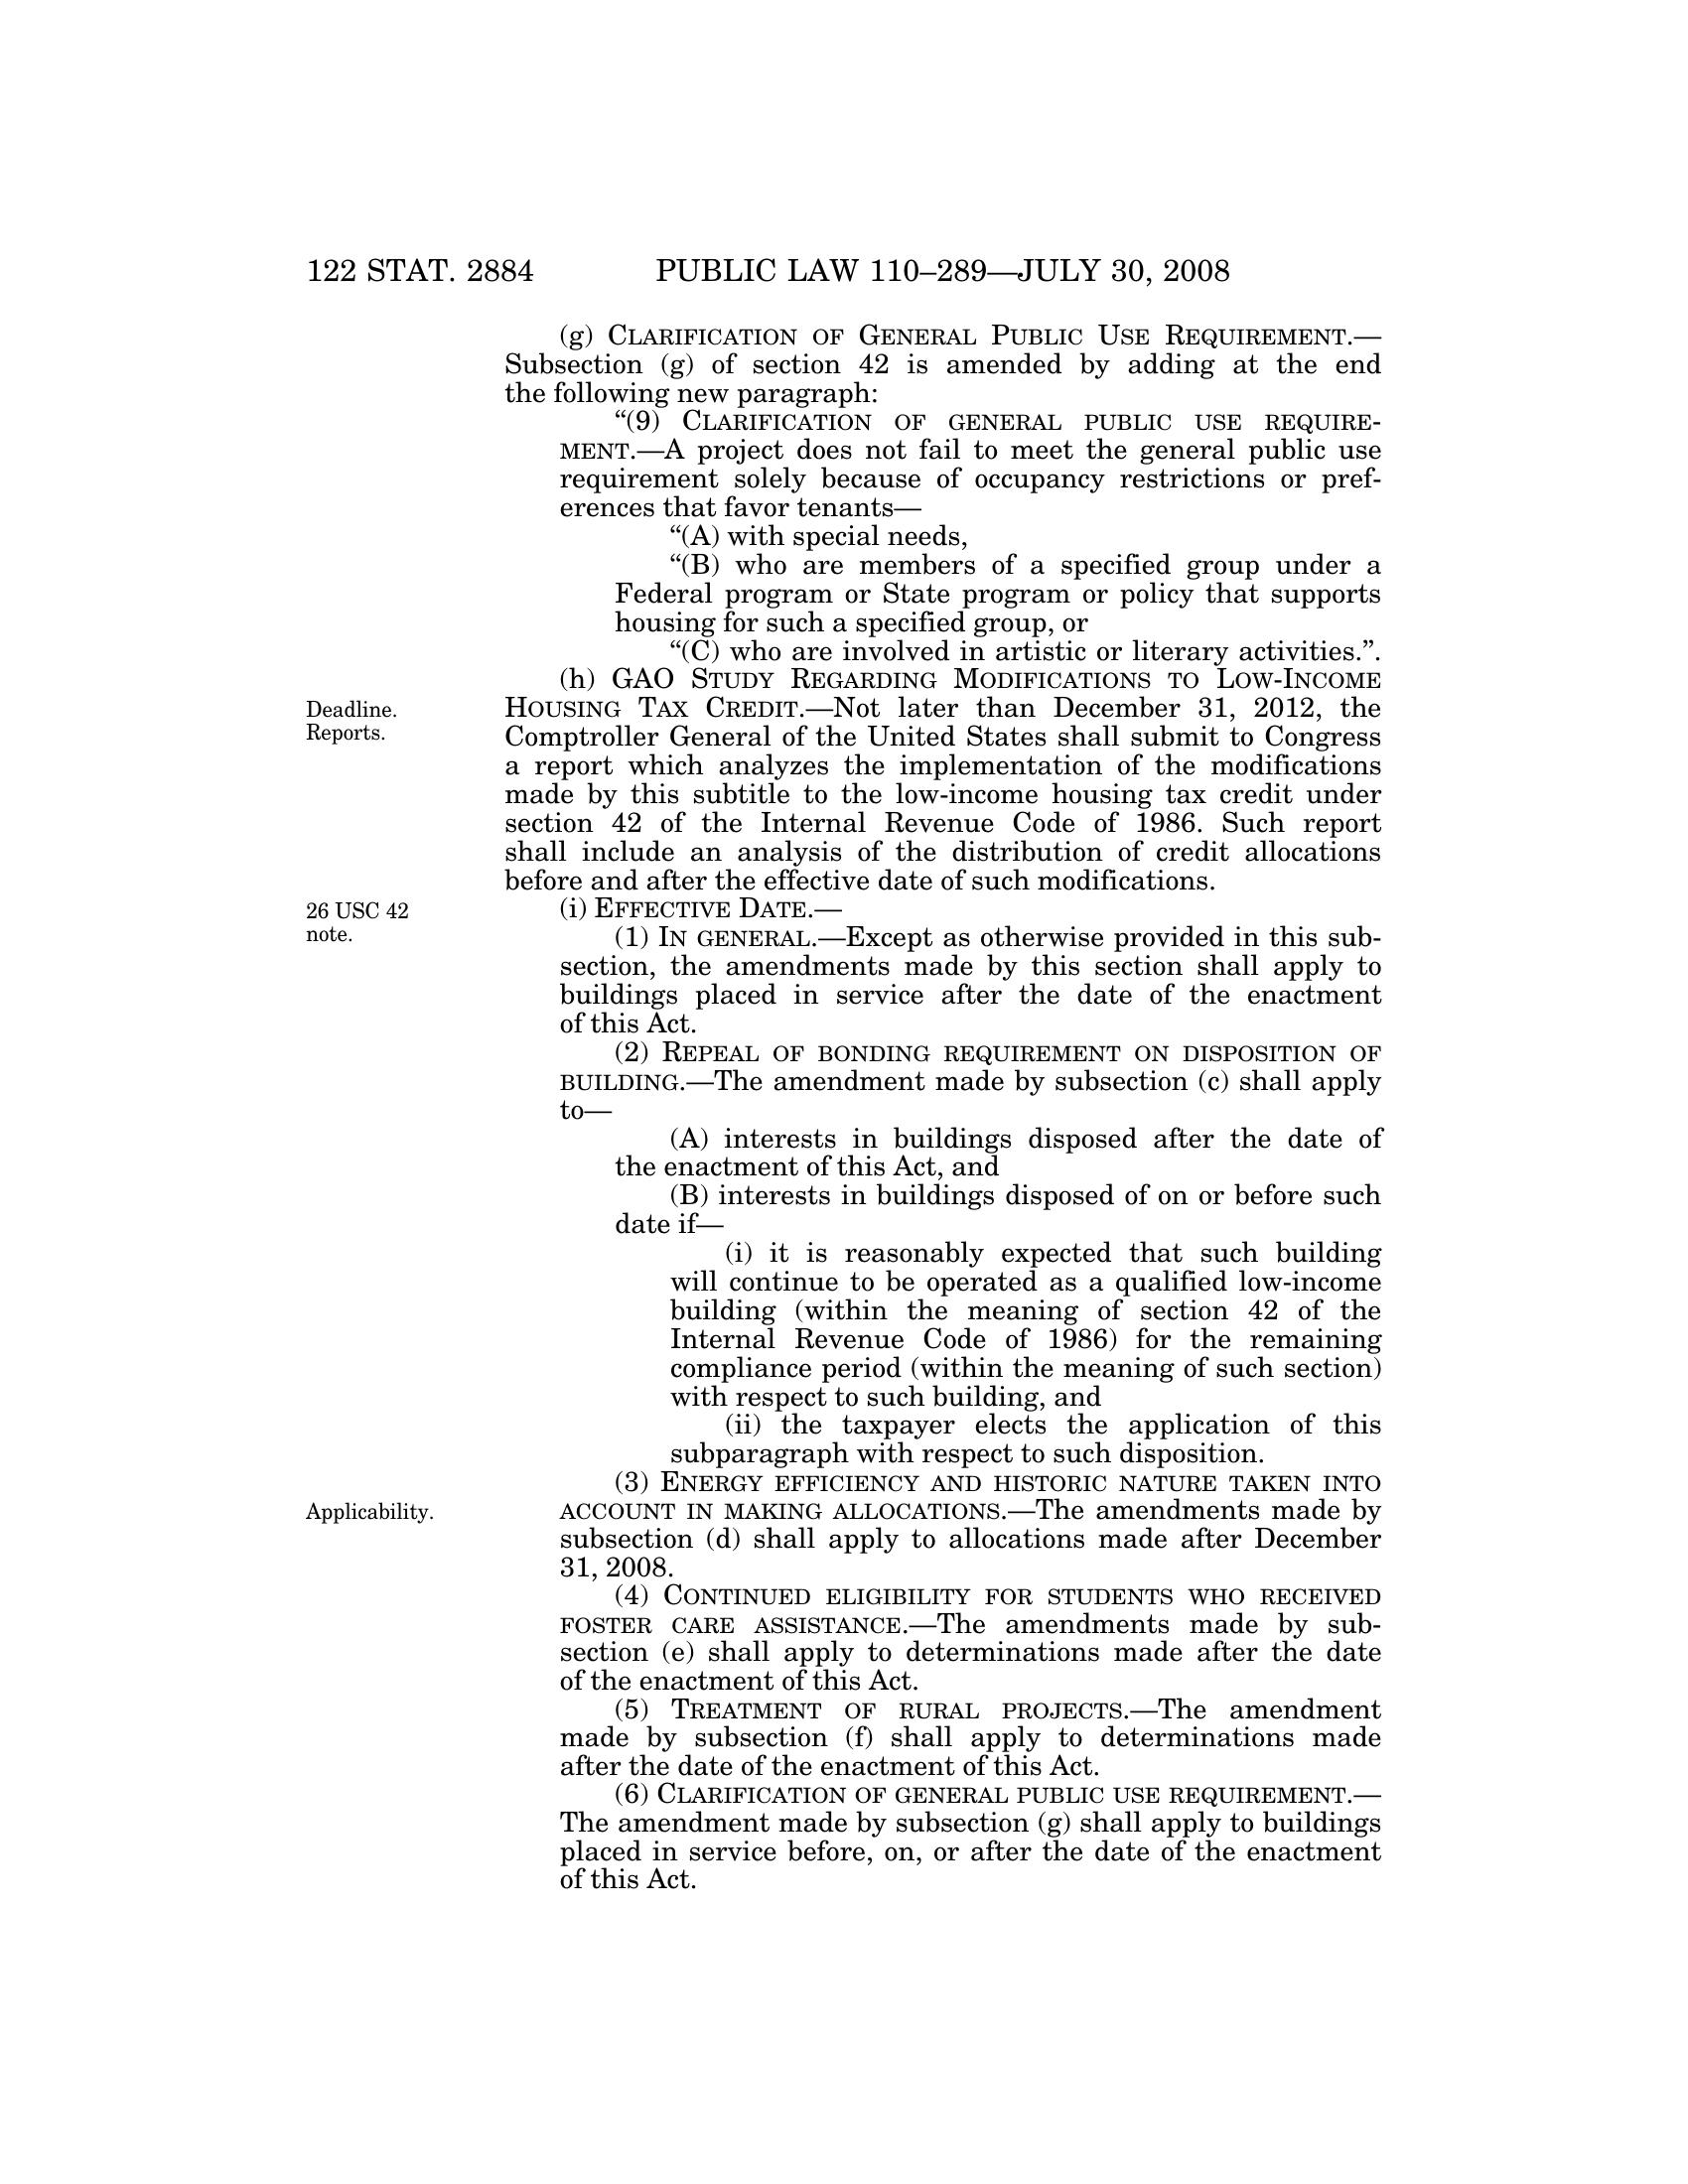 122 STAT. 2884 PUBLIC LAW 110–289—JULY 30, 2008
(g) CLARIFICATION OF GENERAL PUBLIC USE REQUIREMENT.—
Subsection (g) of section 42 is amended by adding at the end
the following new paragraph:
“(9) CLARIFICATION OF GENERAL PUBLIC USE REQUIRE-
MENT.—A project does not fail to meet the general public use
requirement solely because of occupancy restrictions or pref-
erences that favor tenants—
“(A) with special needs,
“(B) who are members of a specified group under a
Federal program or State program or policy that supports
housing for such a specified group, or
“(C) who are involved in artistic or literary activities.”.
(h) GAO STUDY REGARDING MODIFICATIONS TO LOW-INCOME
Deadline.
Reports.
HOUSING TAX CREDIT.—Not later than December 31, 2012, the
Comptroller General of the United States shall submit to Congress
a report which analyzes the implementation of the modifications
made by this subtitle to the low-income housing tax credit under
section 42 of the Internal Revenue Code of 1986. Such report
shall include an analysis of the distribution of credit allocations
before and after the effective date of such modifications.
26 USC 42
note.
(i) EFFECTIVE DATE.—
(1) IN GENERAL.—Except as otherwise provided in this sub-
section, the amendments made by this section shall apply to
buildings placed in service after the date of the enactment
of this Act.
(2) REPEAL OF BONDING REQUIREMENT ON DISPOSITION OF
BUILDING.—The amendment made by subsection (c) shall apply
to—
(A) interests in buildings disposed after the date of
the enactment of this Act, and
(B) interests in buildings disposed of on or before such
date if—
(i) it is reasonably expected that such building
will continue to be operated as a qualified low-income
building (within the meaning of section 42 of the
Internal Revenue Code of 1986) for the remaining
compliance period (within the meaning of such section)
with respect to such building, and
(ii) the taxpayer elects the application of this
subparagraph with respect to such disposition.
(3) ENERGY EFFICIENCY AND HISTORIC NATURE TAKEN INTO
Applicability.
ACCOUNT IN MAKING ALLOCATIONS.—The amendments made by
subsection (d) shall apply to allocations made after December
31, 2008.
(4) CONTINUED ELIGIBILITY FOR STUDENTS WHO RECEIVED
FOSTER CARE ASSISTANCE.—The amendments made by sub-
section (e) shall apply to determinations made after the date
of the enactment of this Act.
(5) TREATMENT OF RURAL PROJECTS.—The amendment
made by subsection (f) shall apply to determinations made
after the date of the enactment of this Act.
(6) CLARIFICATION OF GENERAL PUBLIC USE REQUIREMENT.—
The amendment made by subsection (g) shall apply to buildings
placed in service before, on, or after the date of the enactment
of this Act.